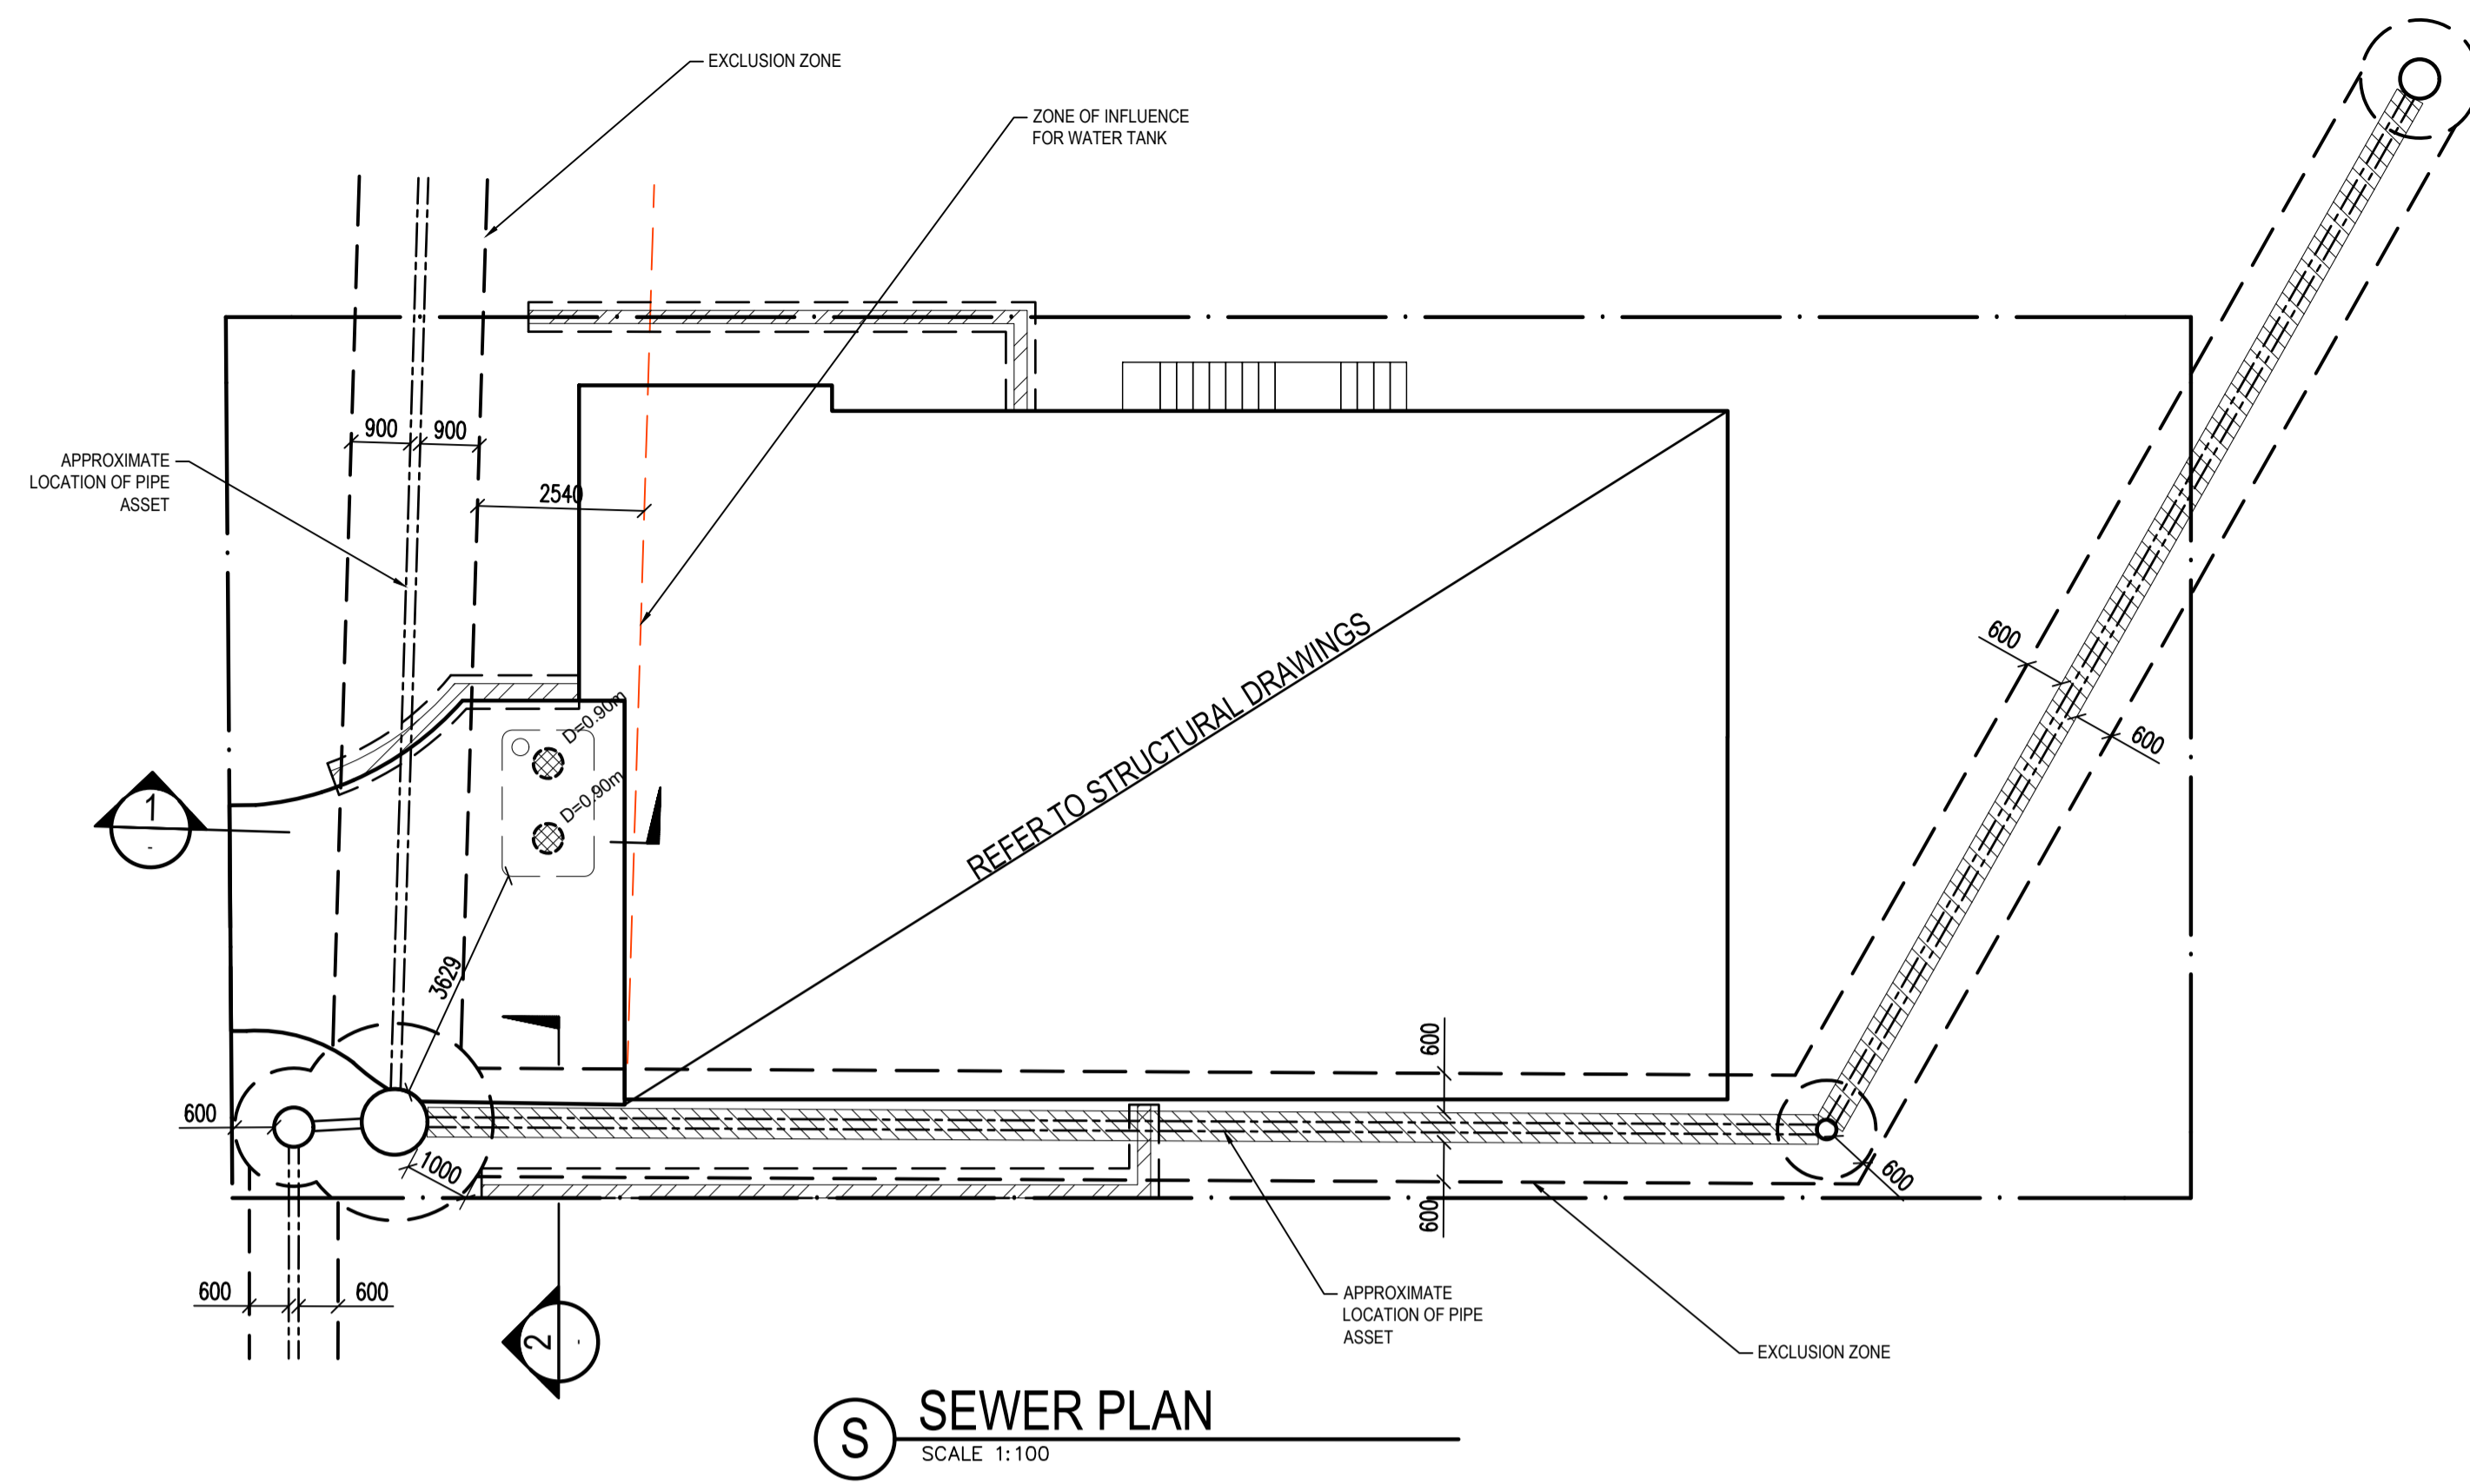 EXCLUSION ZONE
ZONE OF INFLUENCE
FOR WATER TANK
900
900
APPROXIMATE
LOCATION OF PIPE
ASSET
2540
600
600
REFER TO STRUCTURAL DRAWINGS
D=0.90m
D=0.90m
1
-
3629
600
600
1000
600
600
600
600
2
-
APPROXIMATE
LOCATION OF PIPE
ASSET
EXCLUSION ZONE
S
SEWER PLAN
SCALE 1:100